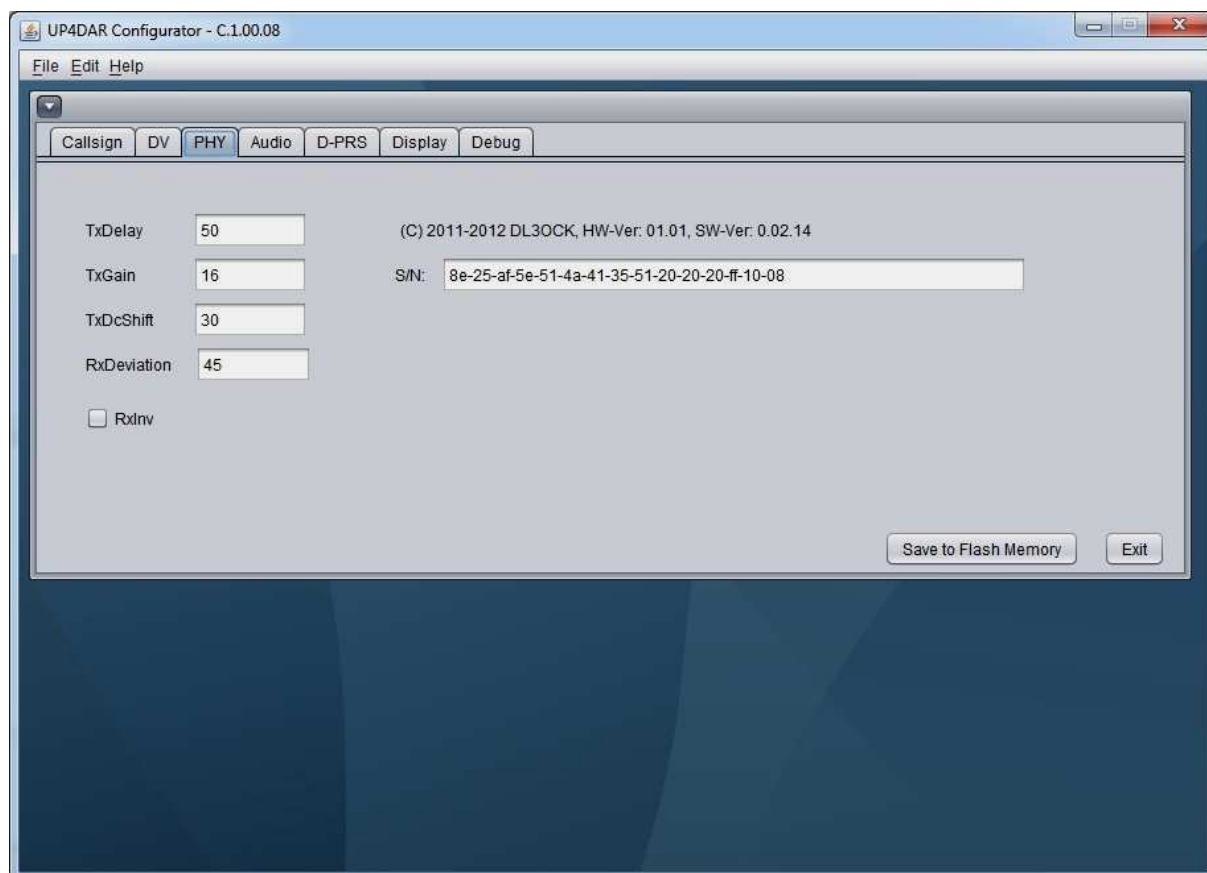 UP4DAR Configurator - C.1.00.08
File Edit Help
Callsign DV PHY Audio D-PRS Display Debug
TxDelay 50 (C) 2011-2012 DL3OCK, HW-Ver: 01.01, SW-Ver: 0.02.14
TxGain 16 S/N: 8e-25-af-5e-51-4a-41-35-51-20-20-20-ff-10-08
TxDcShift 30
RxDeviation 45
RxInv
Save to Flash Memory Exit